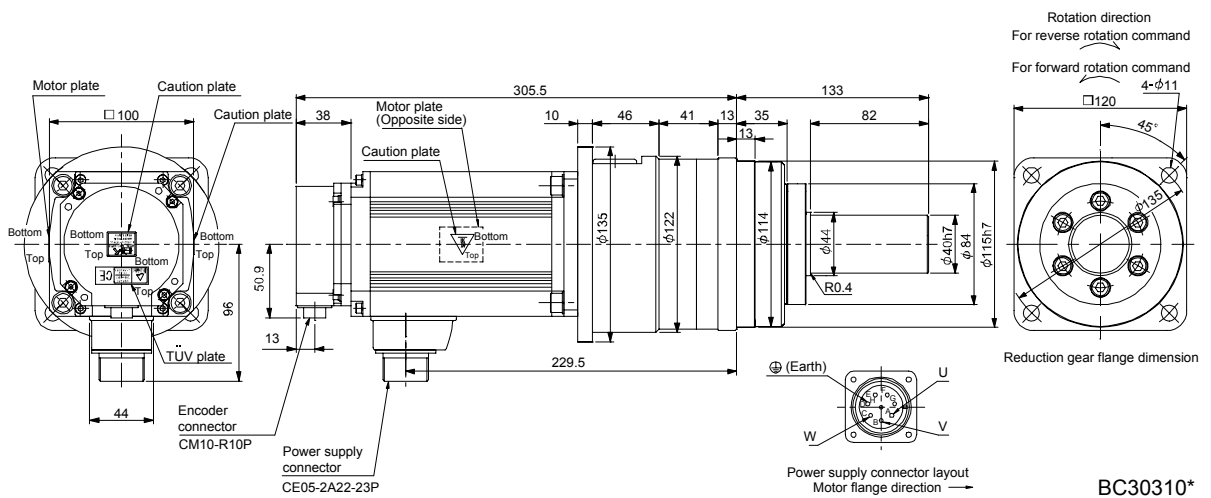 Rotation direction
For reverse rotation command
For forward rotation command
4-ϕ11
□120
45°
ϕ135
Reduction gear flange dimension
Motor plate
Caution plate
□100
Caution plate
Bottom
Top
Bottom
Top
Bottom
Top
Bottom
Top
CE
TÜV plate
96
44
305.5
133
38
Motor plate
(Opposite side)
Caution plate
Bottom
Top
10
46
41
13
35
13
82
50.9
13
ϕ135
ϕ122
ϕ114
ϕ44
R0.4
ϕ40h7
ϕ84
ϕ115h7
229.5
Encoder
connector
CM10-R10P
Power supply
connector
CE05-2A22-23P
(Earth)
U
V
W
E
F
G
D
H
A
C
B
Power supply connector layout
Motor flange direction
BC30310*